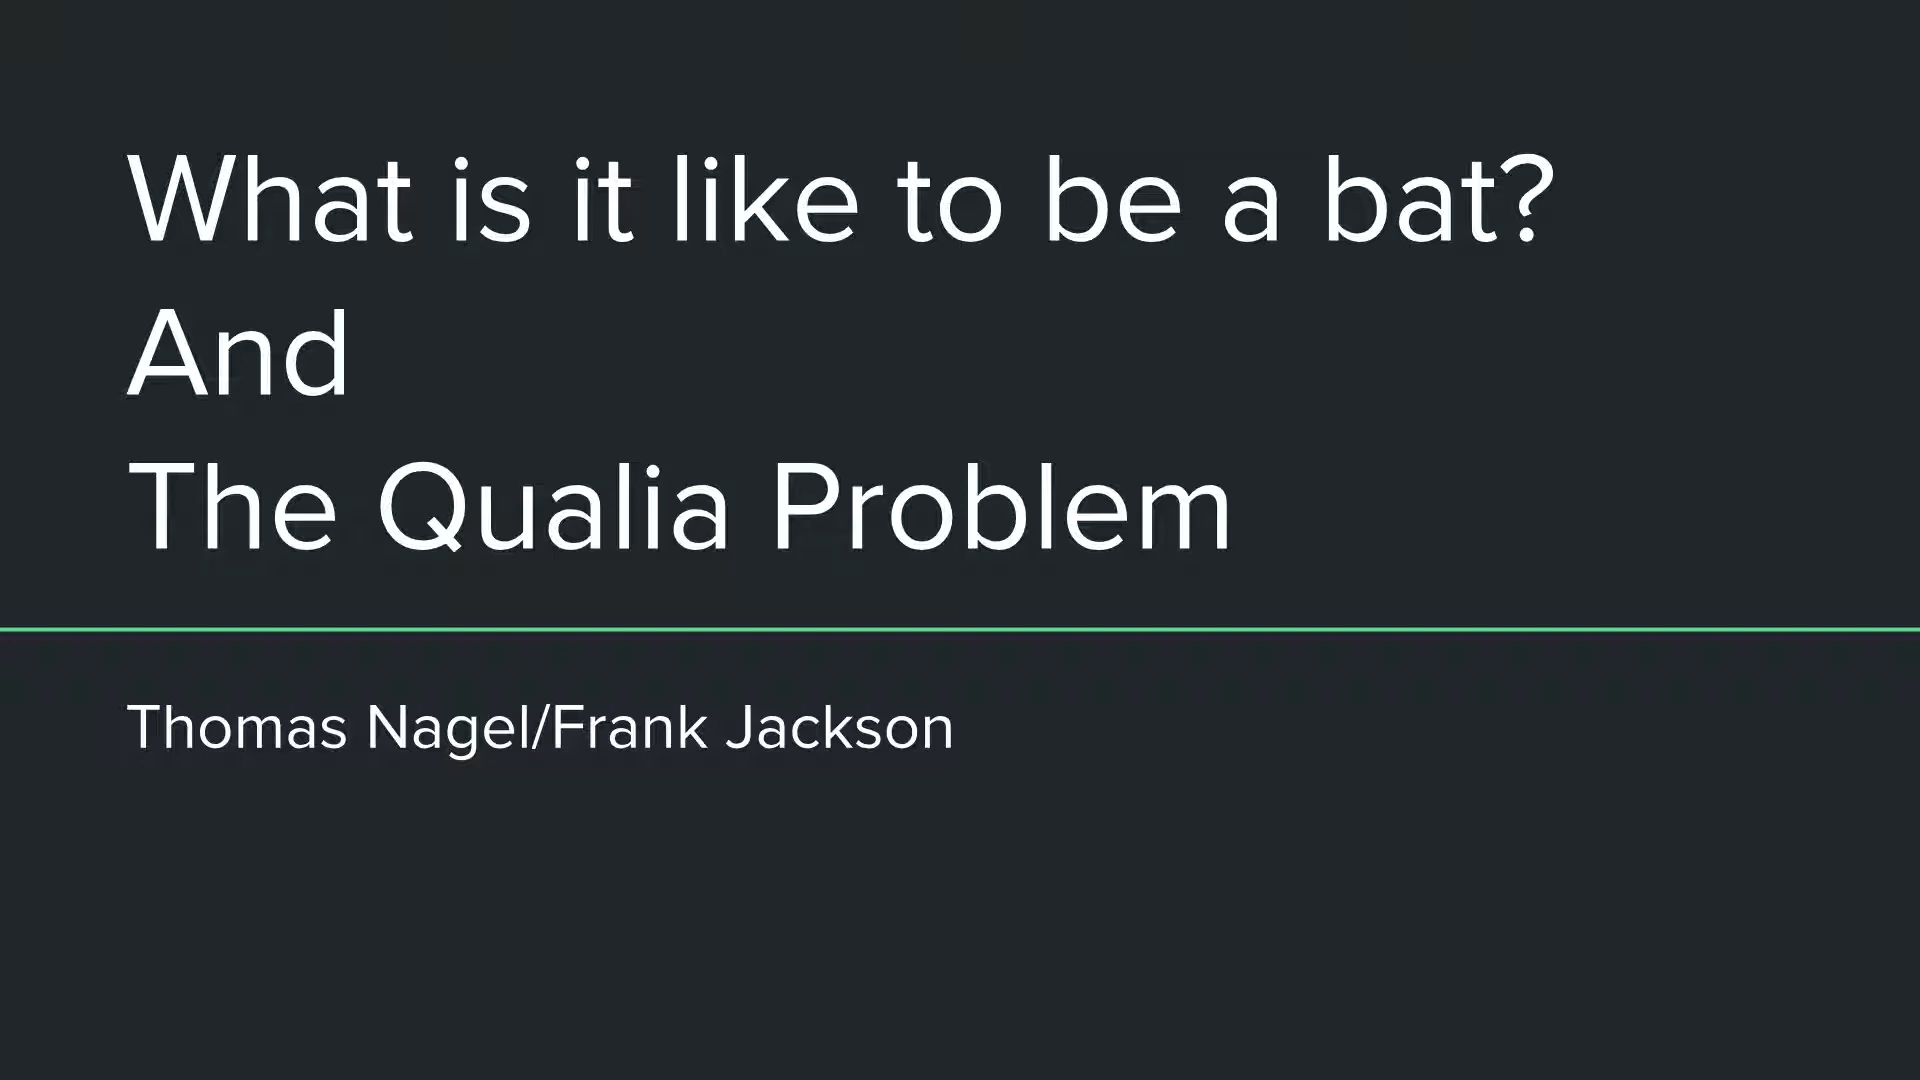 What is it like to be a bat?
And
The Qualia Problem
Thomas Nagel/Frank Jackson